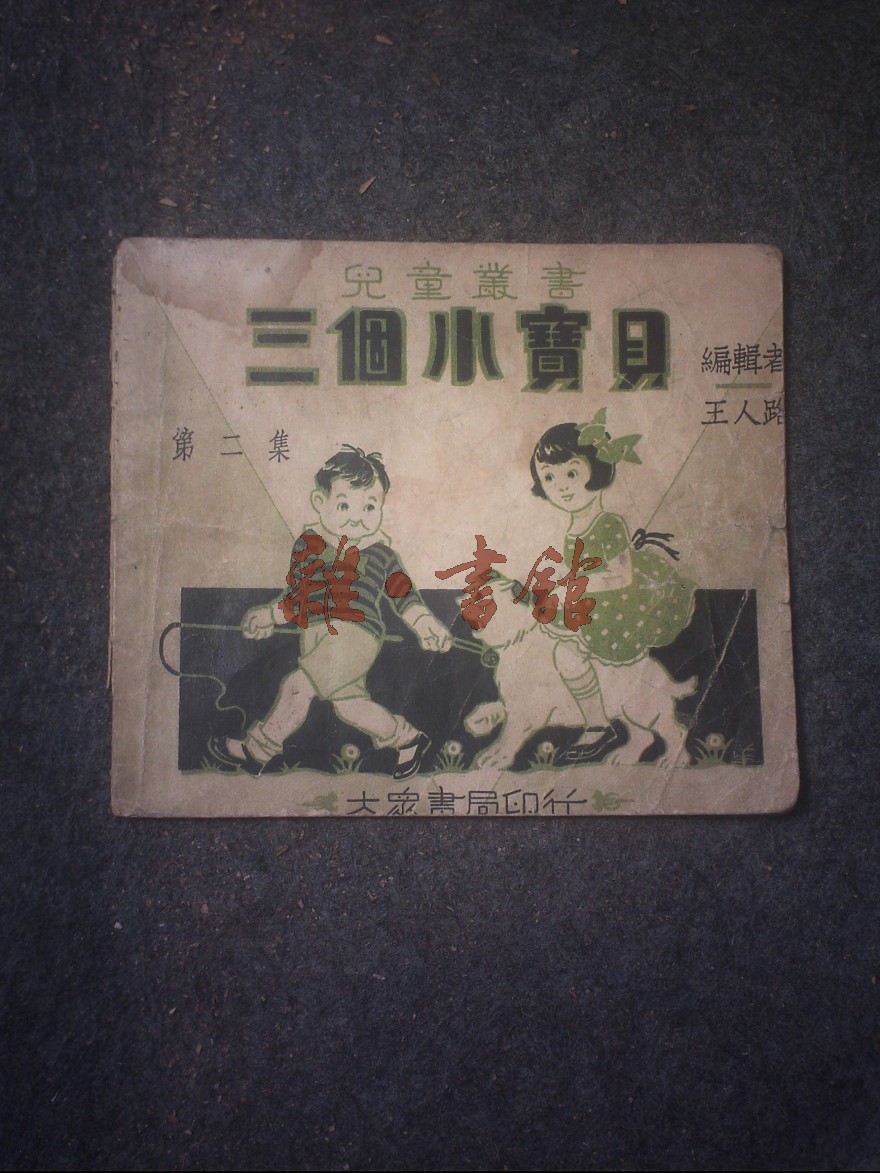 兒童叢書
三個小寶貝
編輯者
王人路
第二集
雜·書館
大眾書局印行